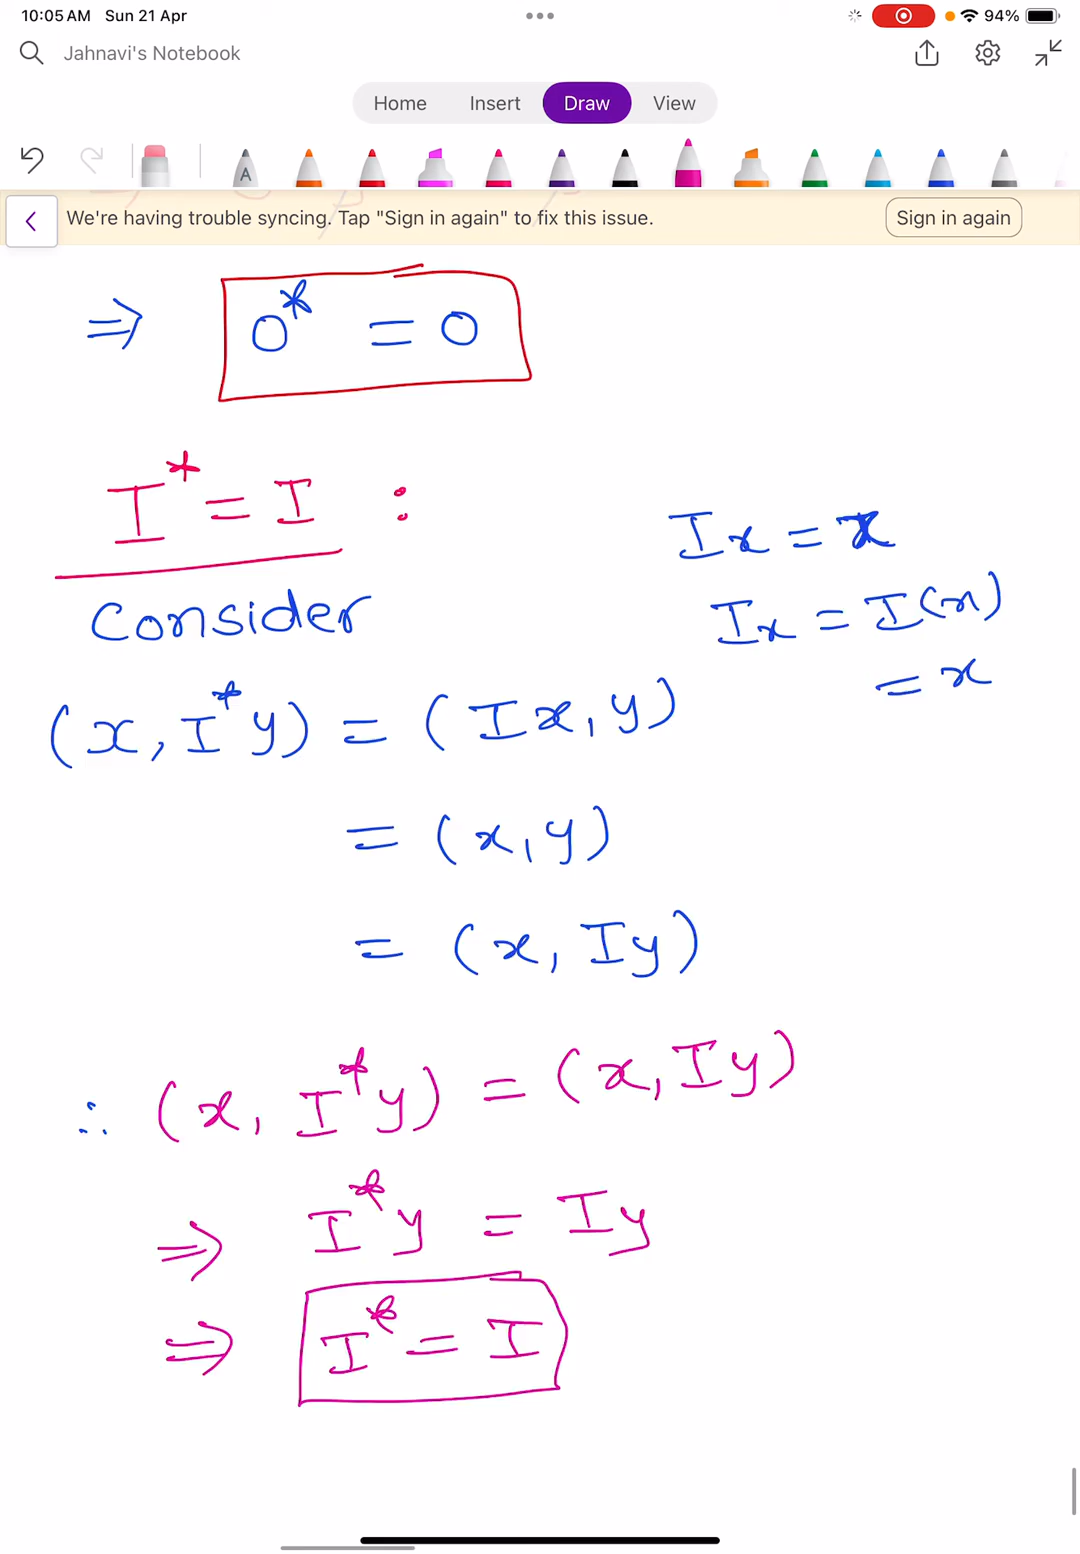 10:05 AM Sun 21 Apr 94%
Jahnavi's Notebook
Home Insert Draw View
A
We're having trouble syncing. Tap "Sign in again" to fix this issue. Sign in again
⇒ 0* = 0
I* = I :
Ix = x
Consider
Ix = I(x)
= x
(x, I*y) = (Ix, y)
= (x, y)
= (x, Iy)
∴ (x, I*y) = (x, Iy)
⇒ I*y = Iy
⇒ I* = I